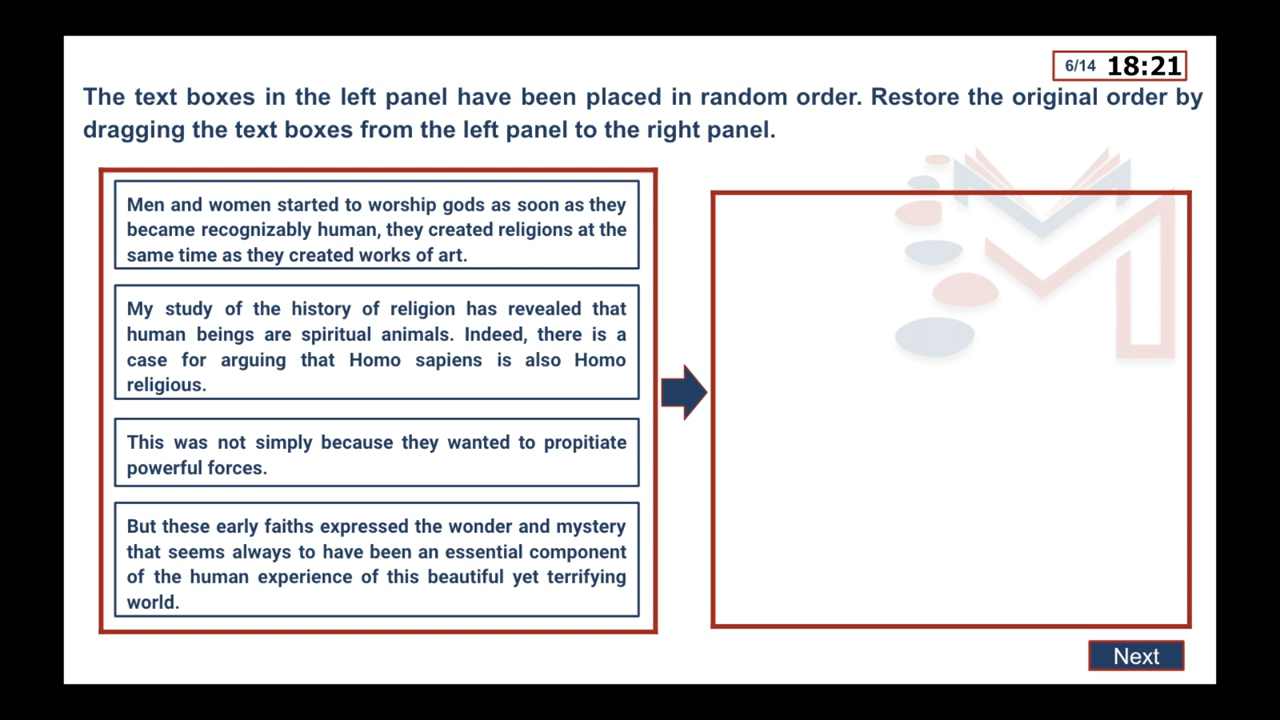 6/14 18:21
The text boxes in the left panel have been placed in random order. Restore the original order by
dragging the text boxes from the left panel to the right panel.
Men and women started to worship gods as soon as they
became recognizably human, they created religions at the
same time as they created works of art.
My study of the history of religion has revealed that
human beings are spiritual animals. Indeed, there is a
case for arguing that Homo sapiens is also Homo
religious.
This was not simply because they wanted to propitiate
powerful forces.
But these early faiths expressed the wonder and mystery
that seems always to have been an essential component
of the human experience of this beautiful yet terrifying
world.
Next